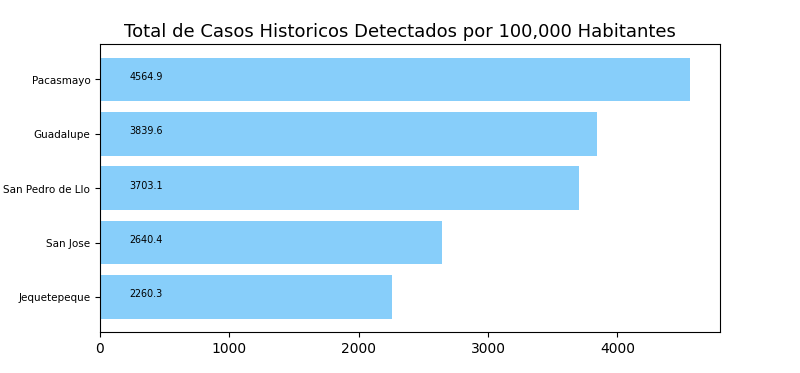 Total de Casos Historicos Detectados por 100,000 Habitantes
Pacasmayo 4564.9
Guadalupe 3839.6
San Pedro de Llo 3703.1
San Jose 2640.4
Jequetepeque 2260.3
0 1000 2000 3000 4000